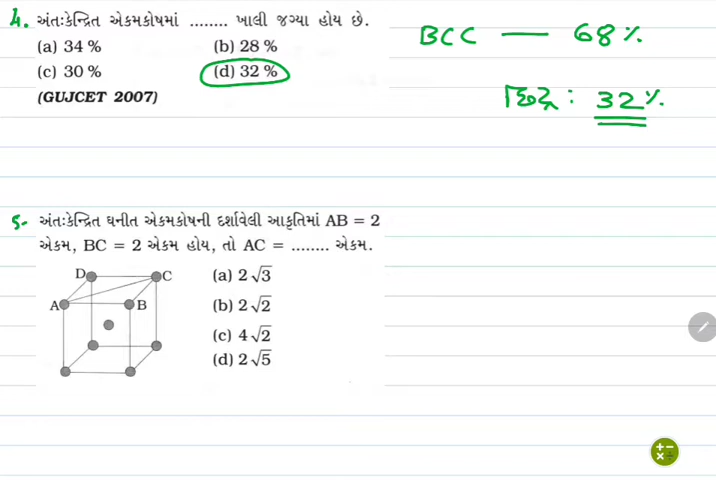 4. અંતઃકેન્દ્રિત એકમકોષમાં ........ ખાલી જગ્યા હોય છે.
(a) 34 % (b) 28 %
(c) 30 % (d) 32 %
(GUJCET 2007)
BCC — 68 %
છિદ્ર : 32 %
5- અંતઃકેન્દ્રિત ઘનીત એકમકોષની દર્શાવેલી આકૃતિમાં AB = 2
એકમ, BC = 2 એકમ હોય, તો AC = ........ એકમ.
D C
A B
(a) 2√3
(b) 2√2
(c) 4√2
(d) 2√5